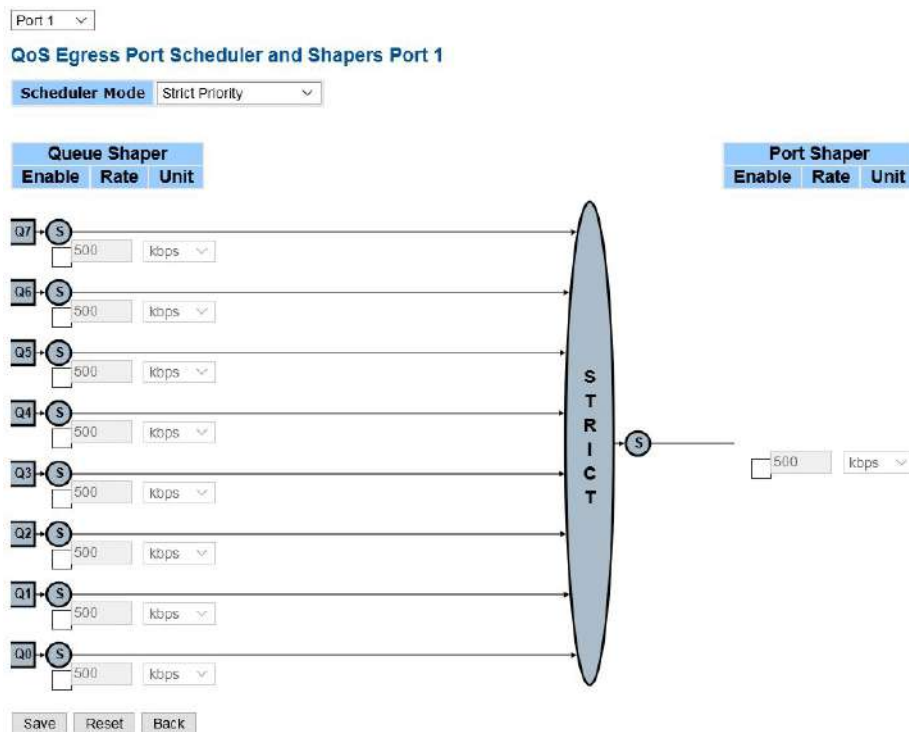 Port 1
QoS Egress Port Scheduler and Shapers Port 1
Scheduler Mode Strict Priority
Queue Shaper Port Shaper
Enable Rate Unit Enable Rate Unit
Q7 S
500 kbps
Q6 S
500 kbps
Q5 S
500 kbps
Q4 S
500 kbps
STRICT
S
500 kbps
Q3 S
500 kbps
Q2 S
500 kbps
Q1 S
500 kbps
Q0 S
500 kbps
Save Reset Back